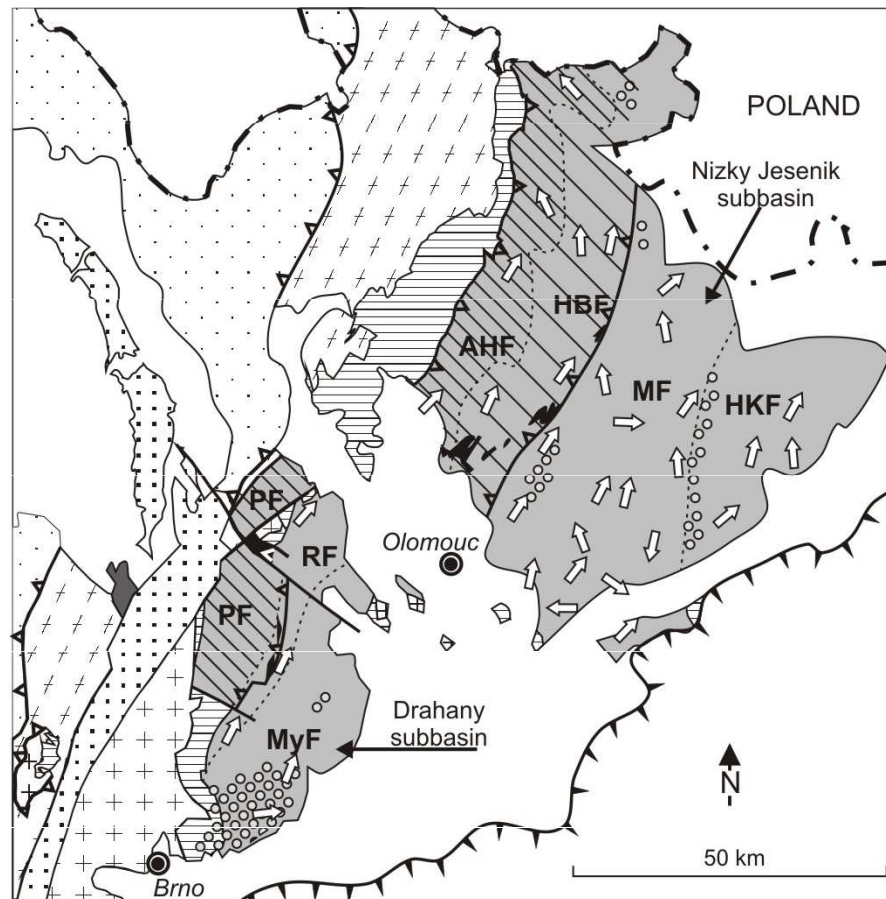 POLAND
Nizky Jesenik
subbasin
HBF
AHF
MF
HKF
PF
Olomouc
RF
PF
Drahany
subbasin
MyF
N
50 km
Brno